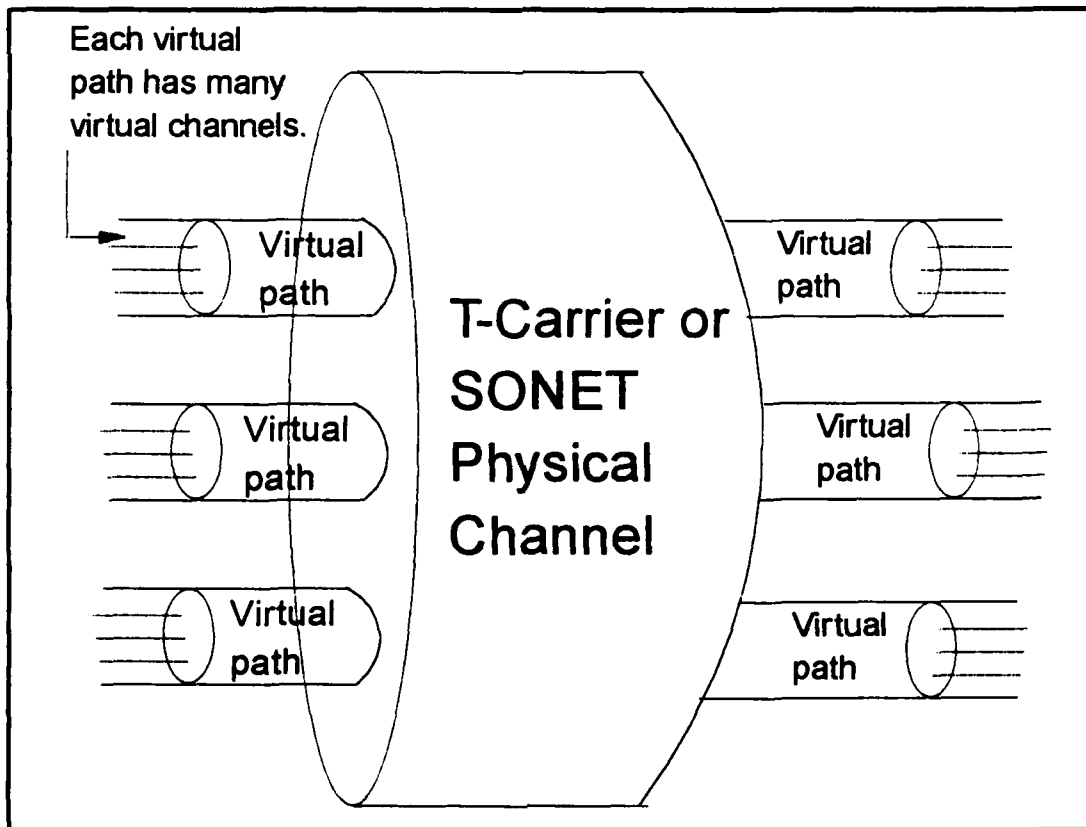 Each virtual
path has many
virtual channels.
Virtual
path
Virtual
path
Virtual
path
T-Carrier or
SONET
Physical
Channel
Virtual
path
Virtual
path
Virtual
path